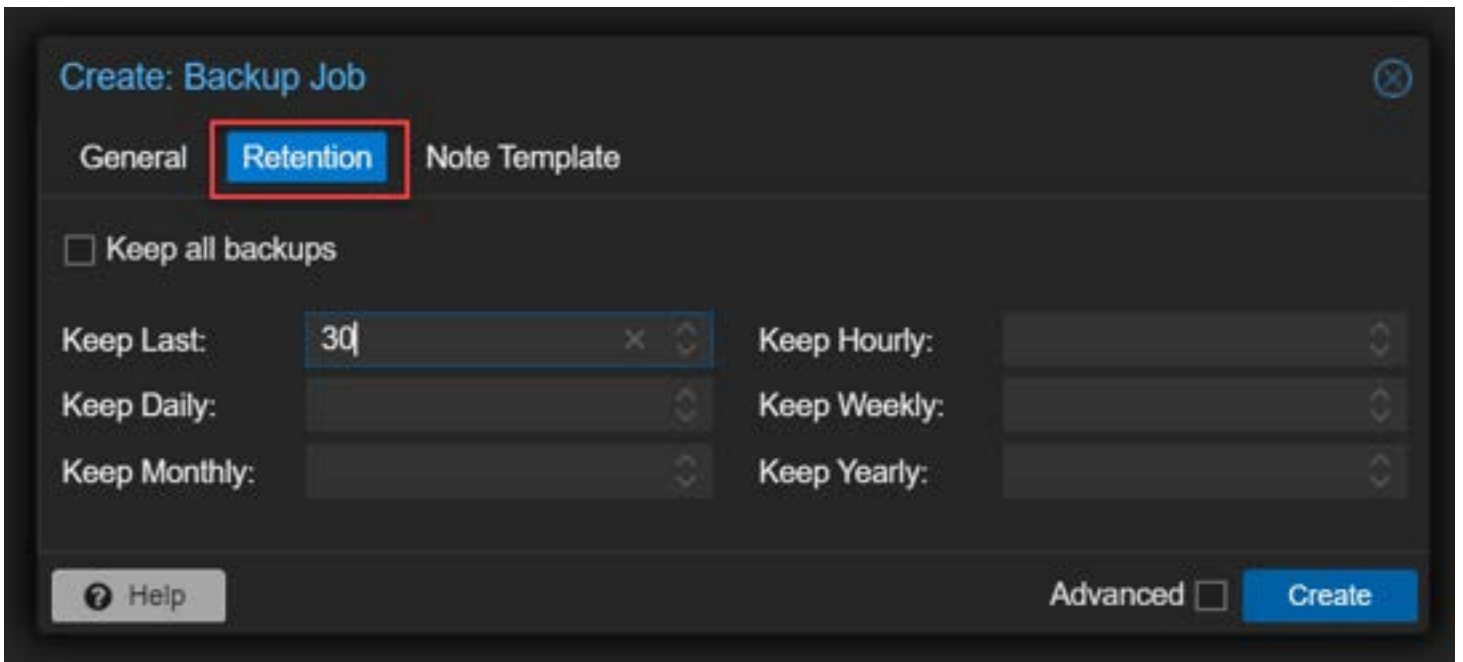 Create: Backup Job
General Retention Note Template
Keep all backups
Keep Last: 30 Keep Hourly:
Keep Daily: Keep Weekly:
Keep Monthly: Keep Yearly:
Help Advanced Create